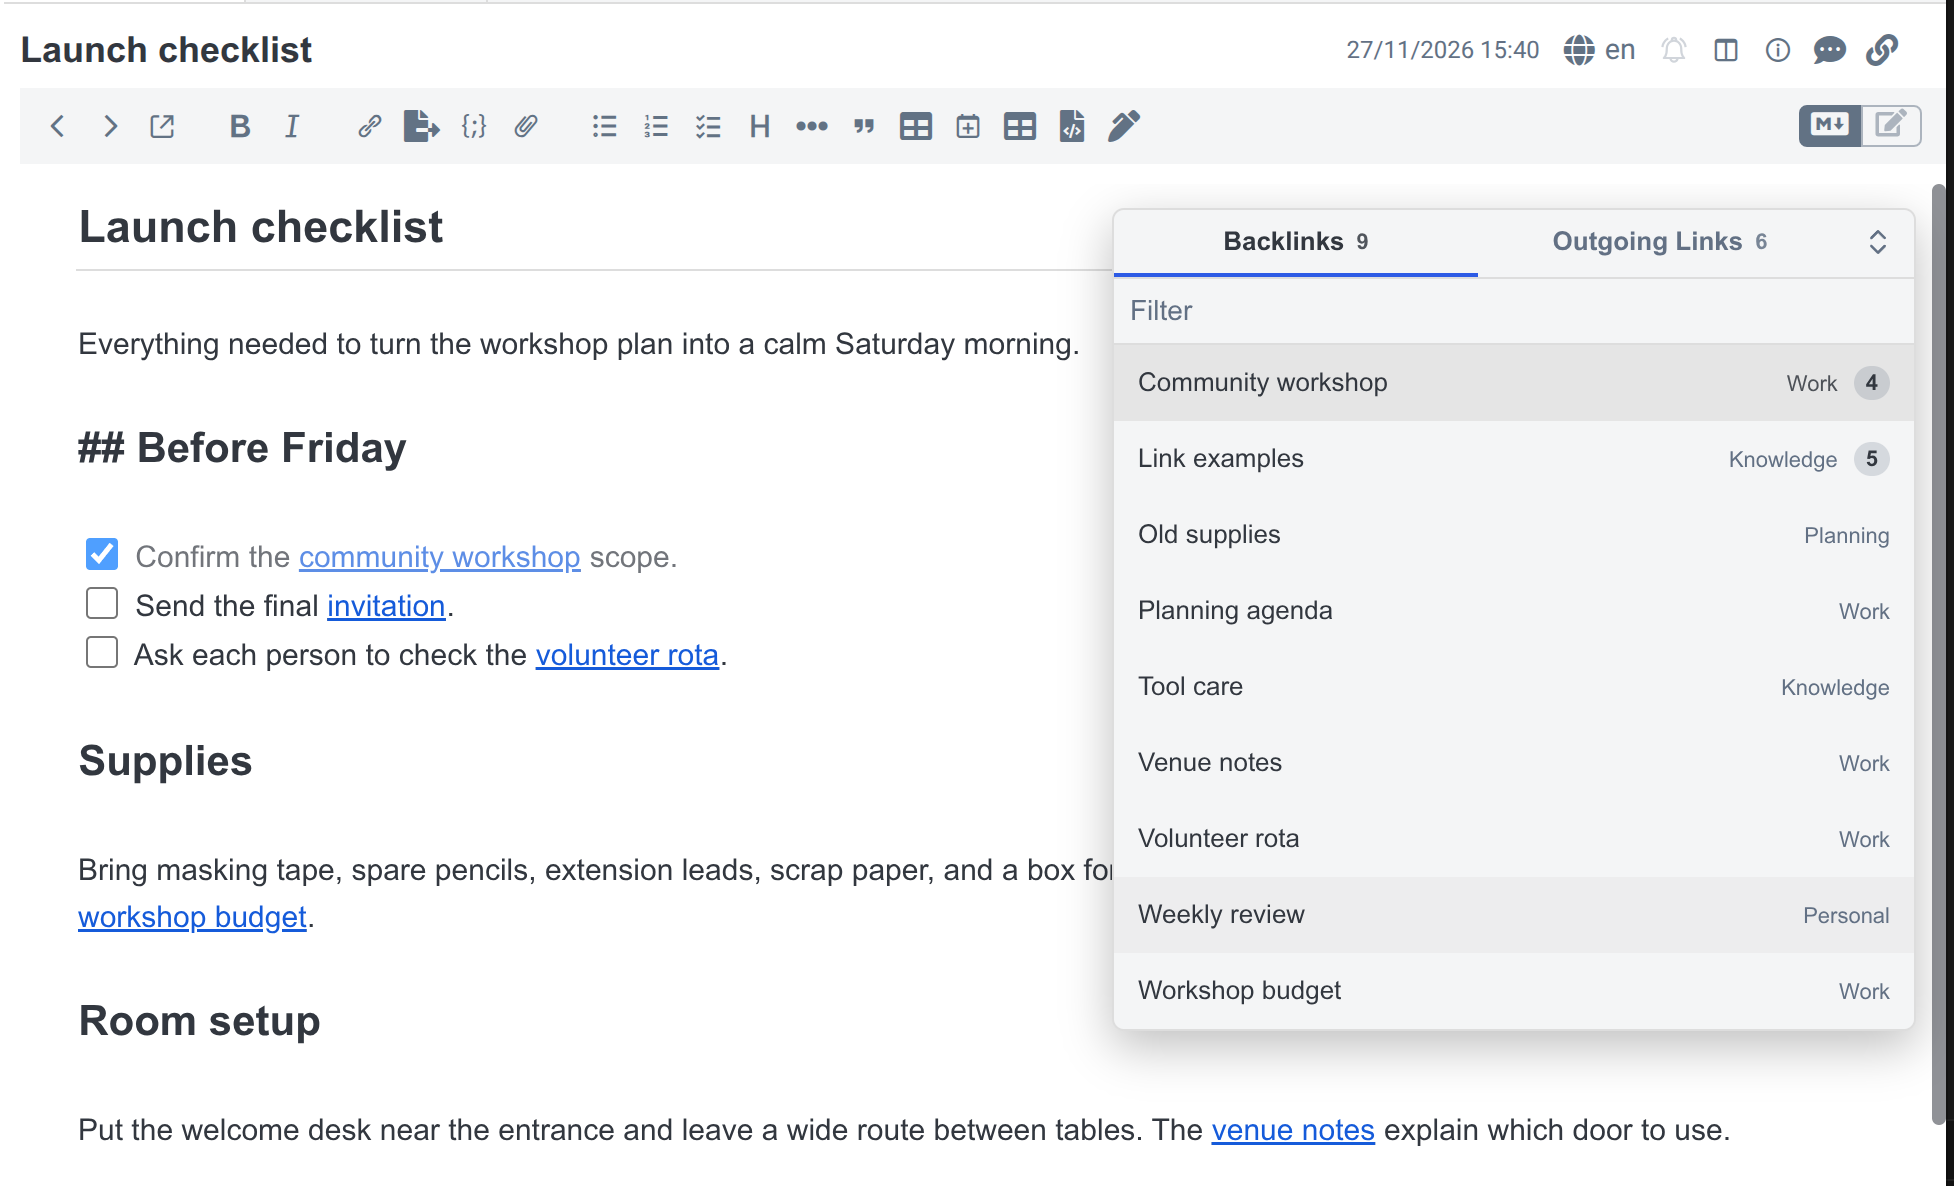 Launch checklist
27/11/2026 15:40 en
B I {;} H M
Launch checklist
Everything needed to turn the workshop plan into a calm Saturday morning.
## Before Friday
Confirm the community workshop scope.
Send the final invitation.
Ask each person to check the volunteer rota.
Supplies
Bring masking tape, spare pencils, extension leads, scrap paper, and a box for
workshop budget.
Room setup
Put the welcome desk near the entrance and leave a wide route between tables. The venue notes explain which door to use.
Backlinks 9 Outgoing Links 6
Filter
Community workshop Work 4
Link examples Knowledge 5
Old supplies Planning
Planning agenda Work
Tool care Knowledge
Venue notes Work
Volunteer rota Work
Weekly review Personal
Workshop budget Work